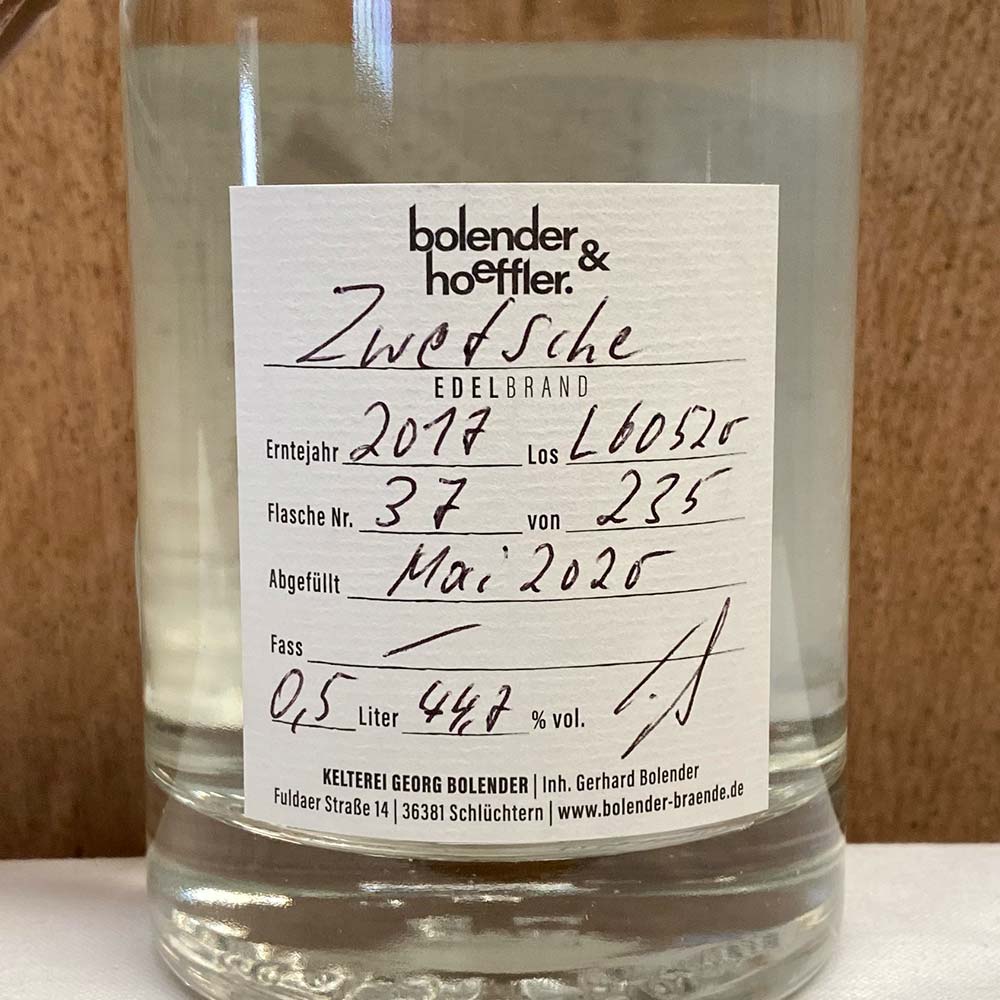 bolender &
hoeffler.
Zwetsche
EDELBRAND
Erntejahr 2017 Los L60520
Flasche Nr. 37 von 235
Abgefüllt Mai 2020
Fass –
0,5 Liter 44,7 % vol.
KELTEREI GEORG BOLENDER | Inh. Gerhard Bolender
Fuldaer Straße 14 | 36381 Schlüchtern | www.bolender-braende.de